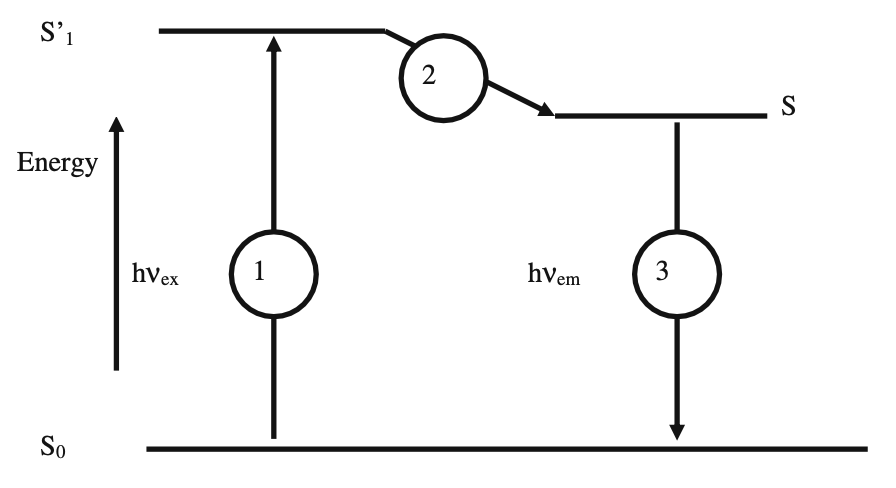 S’₁
2
S
Energy
1
hνₑₓ
3
hνₑₘ
S₀